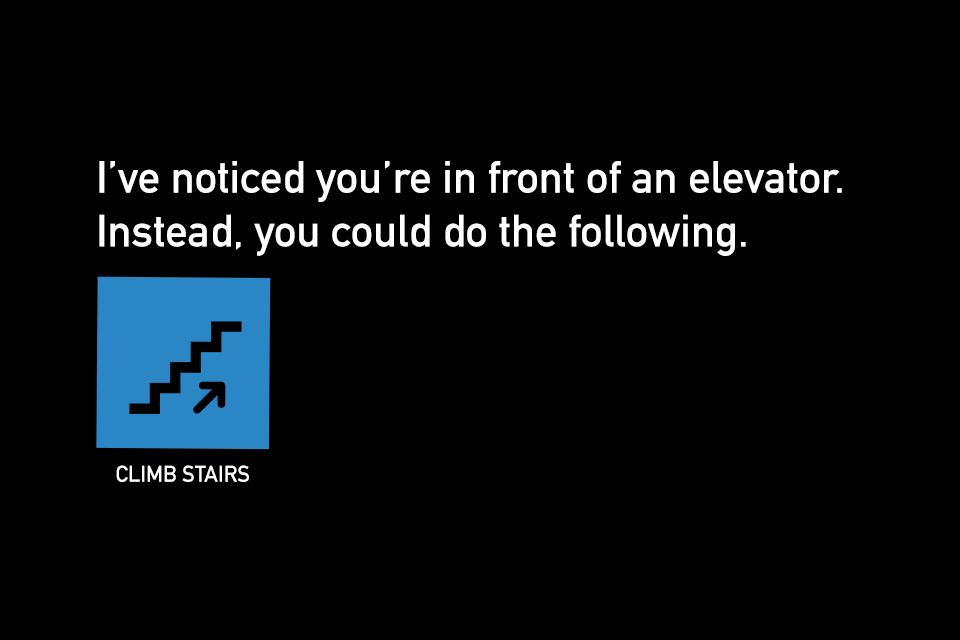 I’ve noticed you’re in front of an elevator.
Instead, you could do the following.
CLIMB STAIRS